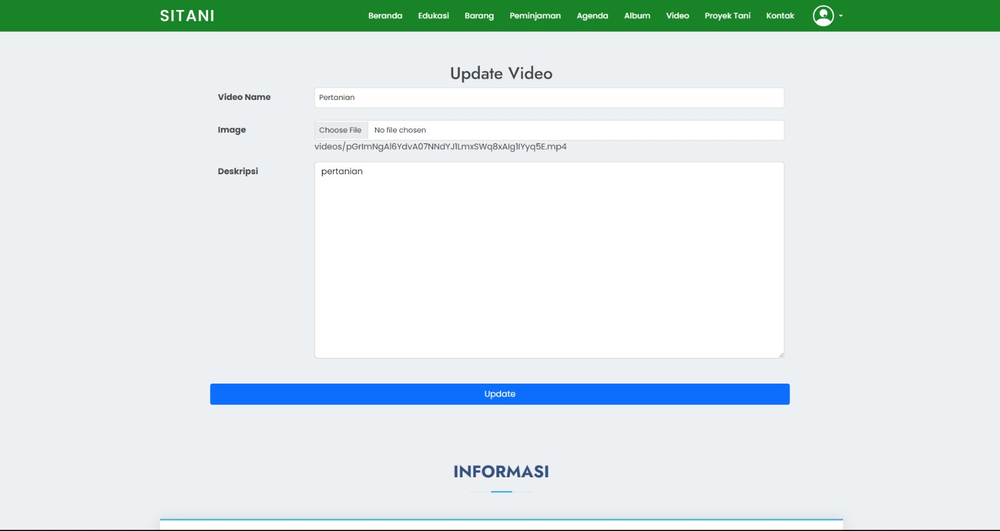 SITANI Beranda Edukasi Barang Peminjaman Agenda Album Video Proyek Tani Kontak
Update Video
Video Name Pertanian
Image Choose File No file chosen
videos/pGrImNgAl6YdvA07NNdYJ1LmxSWq8xAIg1IYyq5E.mp4
Deskripsi pertanian
Update
INFORMASI